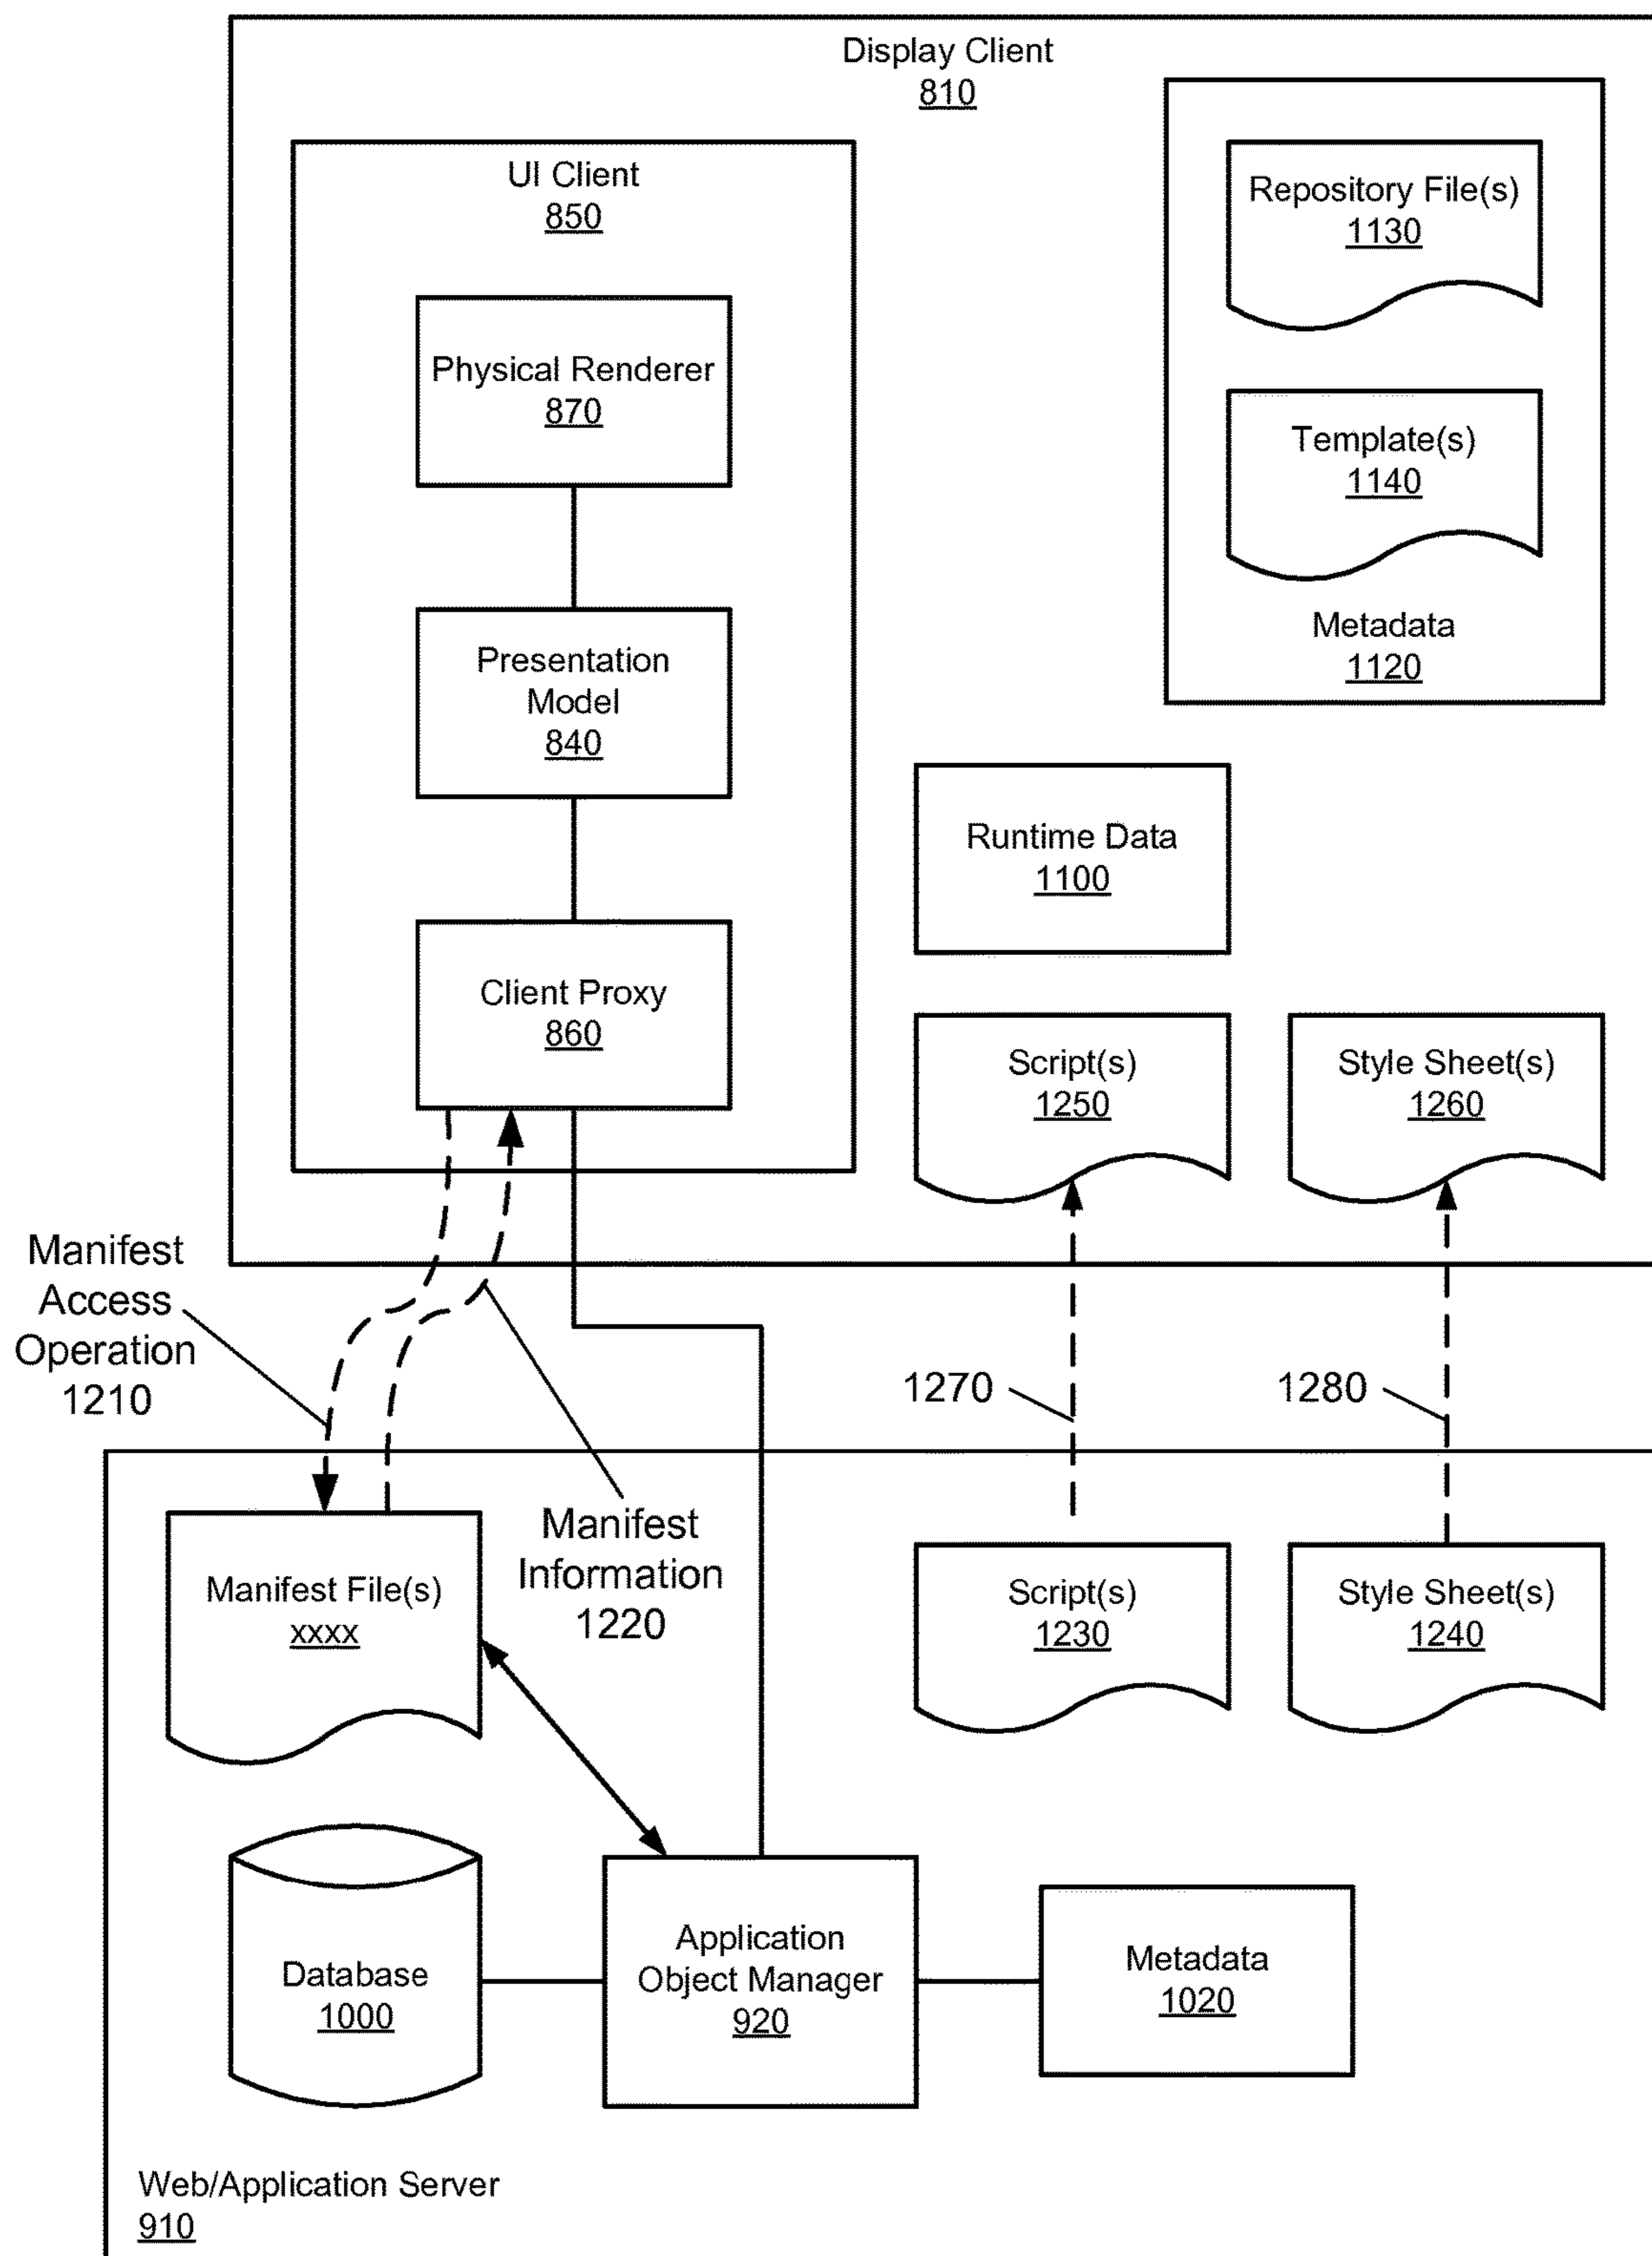 Display Client
810
UI Client
850
Physical Renderer
870
Presentation
Model
840
Client Proxy
860
Repository File(s)
1130
Template(s)
1140
Metadata
1120
Runtime Data
1100
Script(s)
1250
Style Sheet(s)
1260
Manifest
Access
Operation
1210
1270
1280
Manifest
Information
1220
Manifest File(s)
xxxx
Script(s)
1230
Style Sheet(s)
1240
Database
1000
Application
Object Manager
920
Metadata
1020
Web/Application Server
910